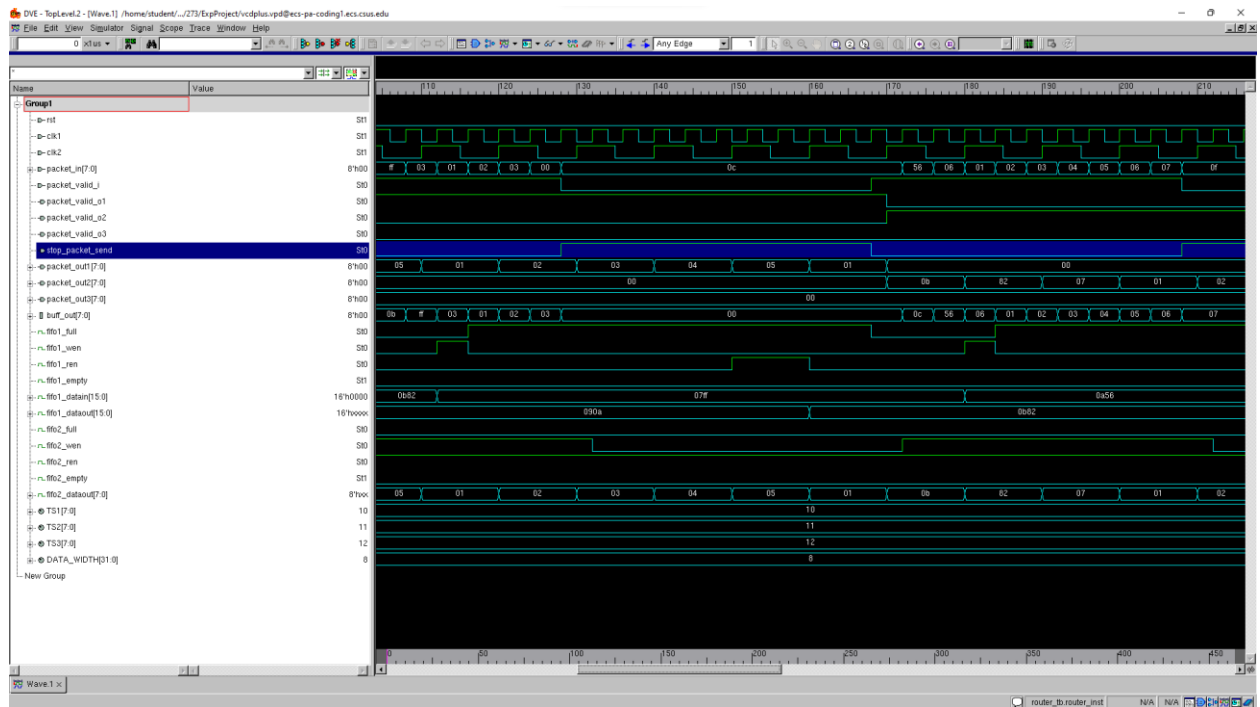 DVE - TopLevel.2 - [Wave.1] /home/student/.../273/ExpProject/vcdplus.vpd@ecs-pa-coding1.ecs.csus.edu
File Edit View Simulator Signal Scope Trace Window Help
0 x1us Any Edge 1
*
Name Value 110 120 130 140 150 160 170 180 190 200 210
Group1
rst St1
clk1 St1
clk2 St1
packet_in[7:0] 8'h00 ff 03 01 02 03 00 0c 56 06 01 02 03 04 05 06 07 0f
packet_valid_i St0
packet_valid_o1 St0
packet_valid_o2 St0
packet_valid_o3 St0
stop_packet_send St0
packet_out1[7:0] 8'h00 05 01 02 03 04 05 01 00
packet_out2[7:0] 8'h00 00 0b 82 07 01 02
packet_out3[7:0] 8'h00 00
buff_out[7:0] 8'h00 0b ff 03 01 02 03 00 0c 56 06 01 02 03 04 05 06 07
fifo1_full St0
fifo1_wen St0
fifo1_ren St0
fifo1_empty St1
fifo1_datain[15:0] 16'h0000 0b82 07ff 0a56
fifo1_dataout[15:0] 16'hxxxx 090a 0b82
fifo2_full St0
fifo2_wen St0
fifo2_ren St0
fifo2_empty St1
fifo2_dataout[7:0] 8'hxx 05 01 02 03 04 05 01 0b 82 07 01 02
TS1[7:0] 10 10
TS2[7:0] 11 11
TS3[7:0] 12 12
DATA_WIDTH[31:0] 8 8
New Group
0 50 100 150 200 250 300 350 400 450
Wave.1 x
router_tb.router_inst N/A N/A